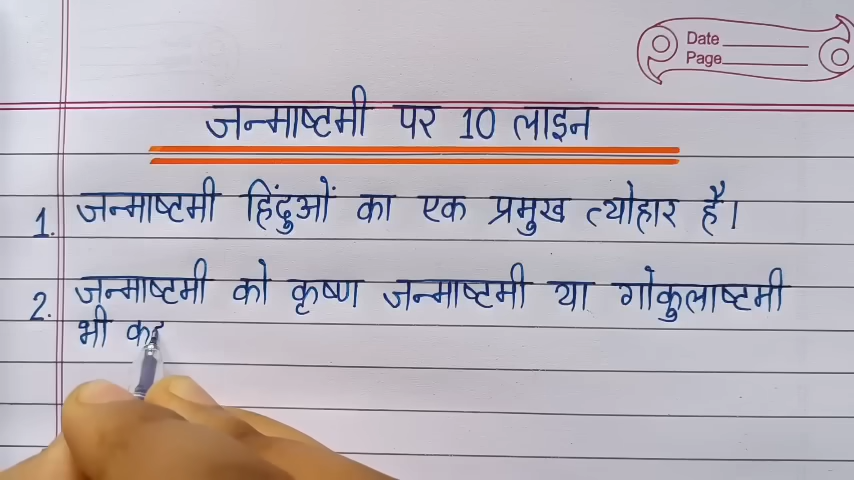 Date
Page
जन्माष्टमी पर 10 लाइन
1. जन्माष्टमी हिंदुओं का एक प्रमुख त्योहार है।
2. जन्माष्टमी को कृष्ण जन्माष्टमी या गोकुलाष्टमी
भी